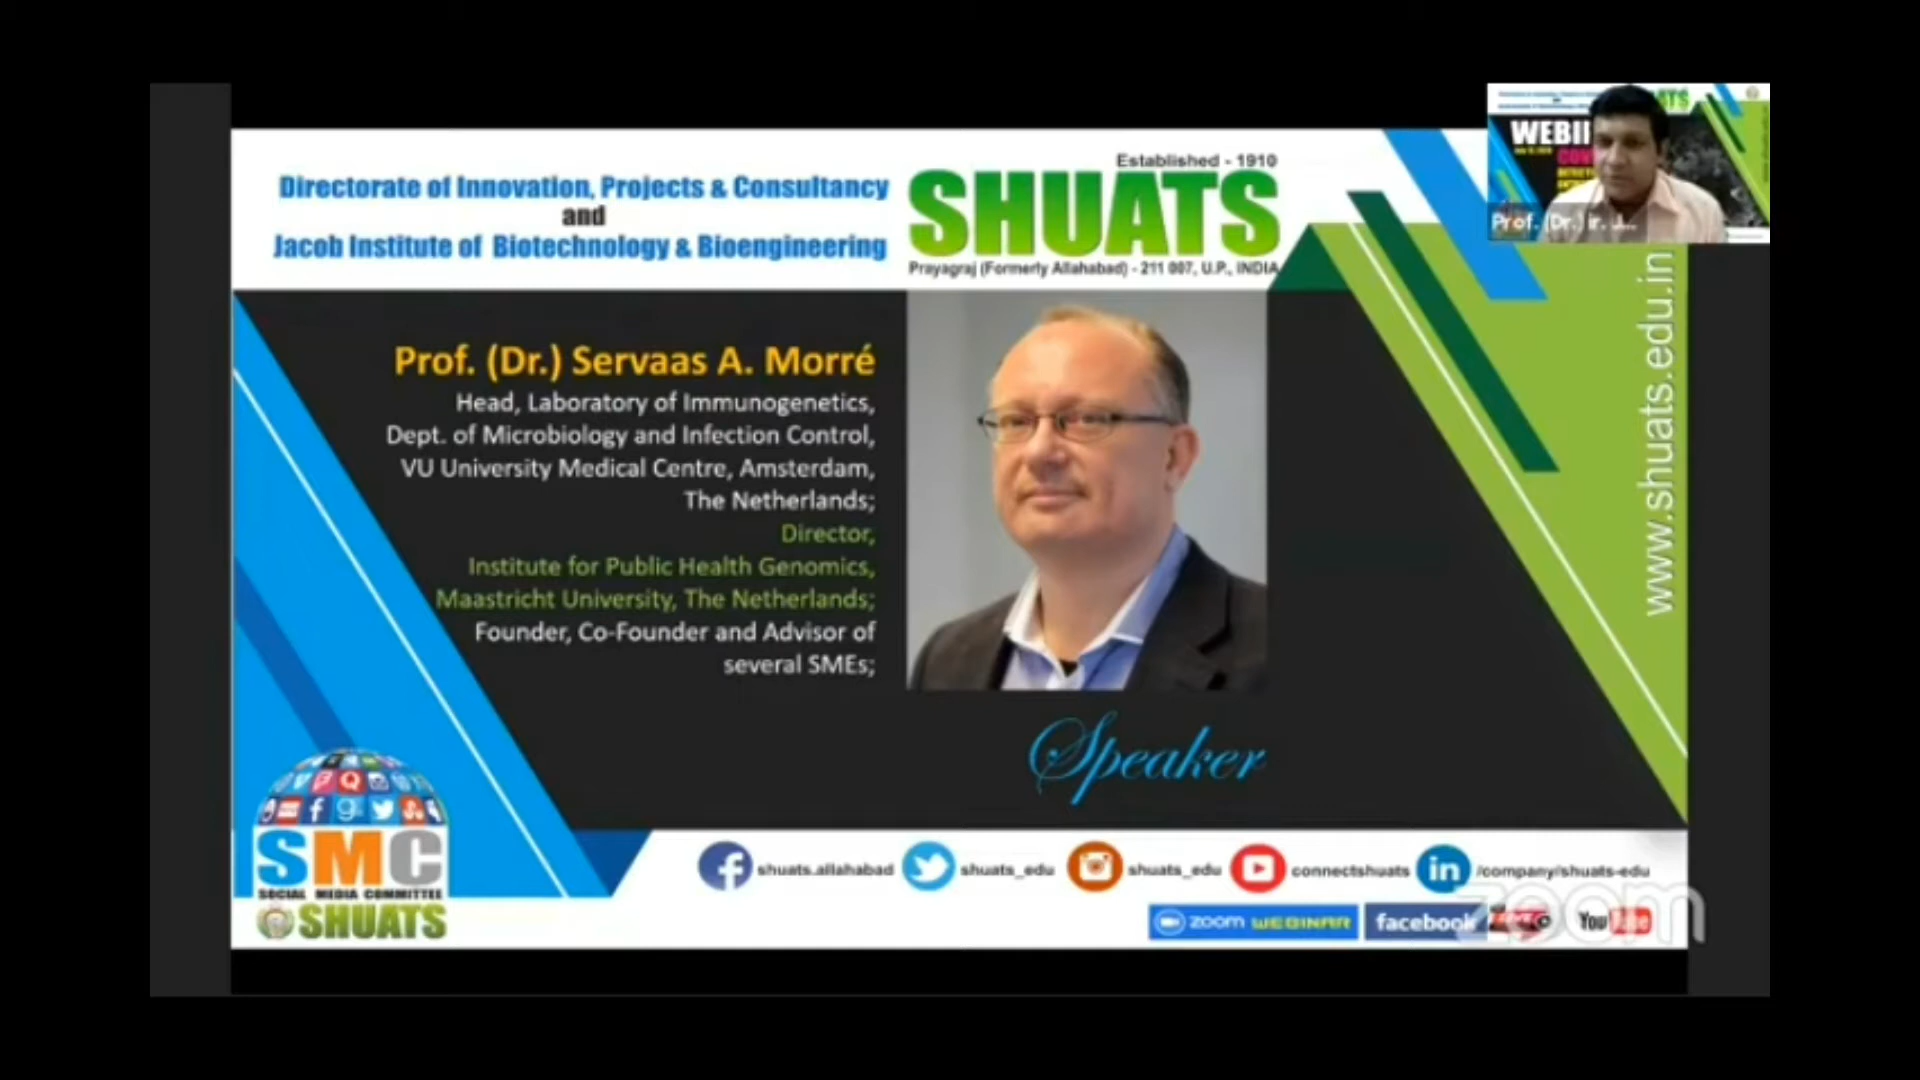 Directorate of Innovation, Projects & Consultancy
and
Jacob Institute of Biotechnology & Bioengineering
Established - 1910
SHUATS
Prayagraj (Formerly Allahabad) - 211 007, U.P., INDIA
Prof. (Dr.) ir. J...
www.shuats.edu.in
Prof. (Dr.) Servaas A. Morré
Head, Laboratory of Immunogenetics,
Dept. of Microbiology and Infection Control,
VU University Medical Centre, Amsterdam,
The Netherlands;
Director,
Institute for Public Health Genomics,
Maastricht University, The Netherlands;
Founder, Co-Founder and Advisor of
several SMEs;
Speaker
SMC
SOCIAL MEDIA COMMITTEE
SHUATS
shuats.allahabad
shuats_edu
shuats_edu
connectshuats
/company/shuats-edu
zoom WEBINAR
facebook LIVE
YouTube
zoom